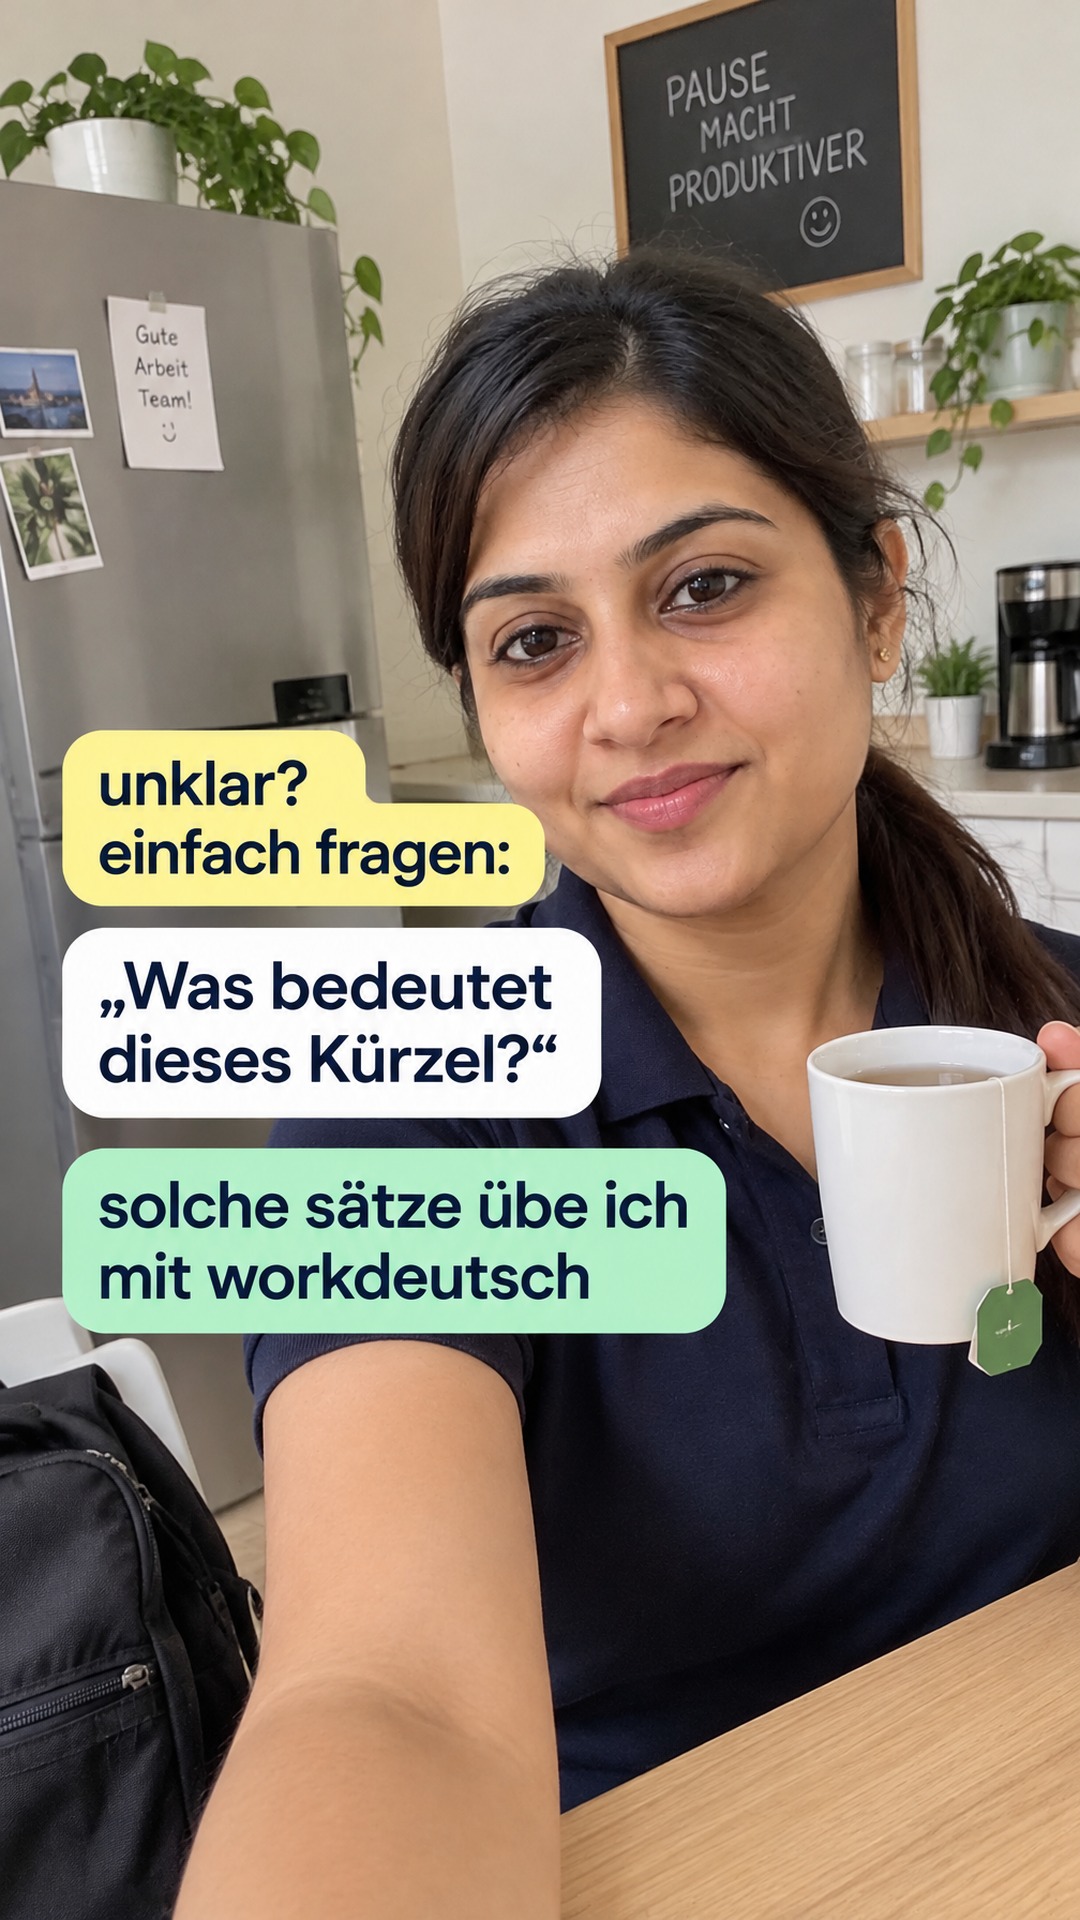 PAUSE
MACHT
PRODUKTIVER
Gute
Arbeit
Team!
unklar?
einfach fragen:
„Was bedeutet
dieses Kürzel?“
solche sätze übe ich
mit workdeutsch